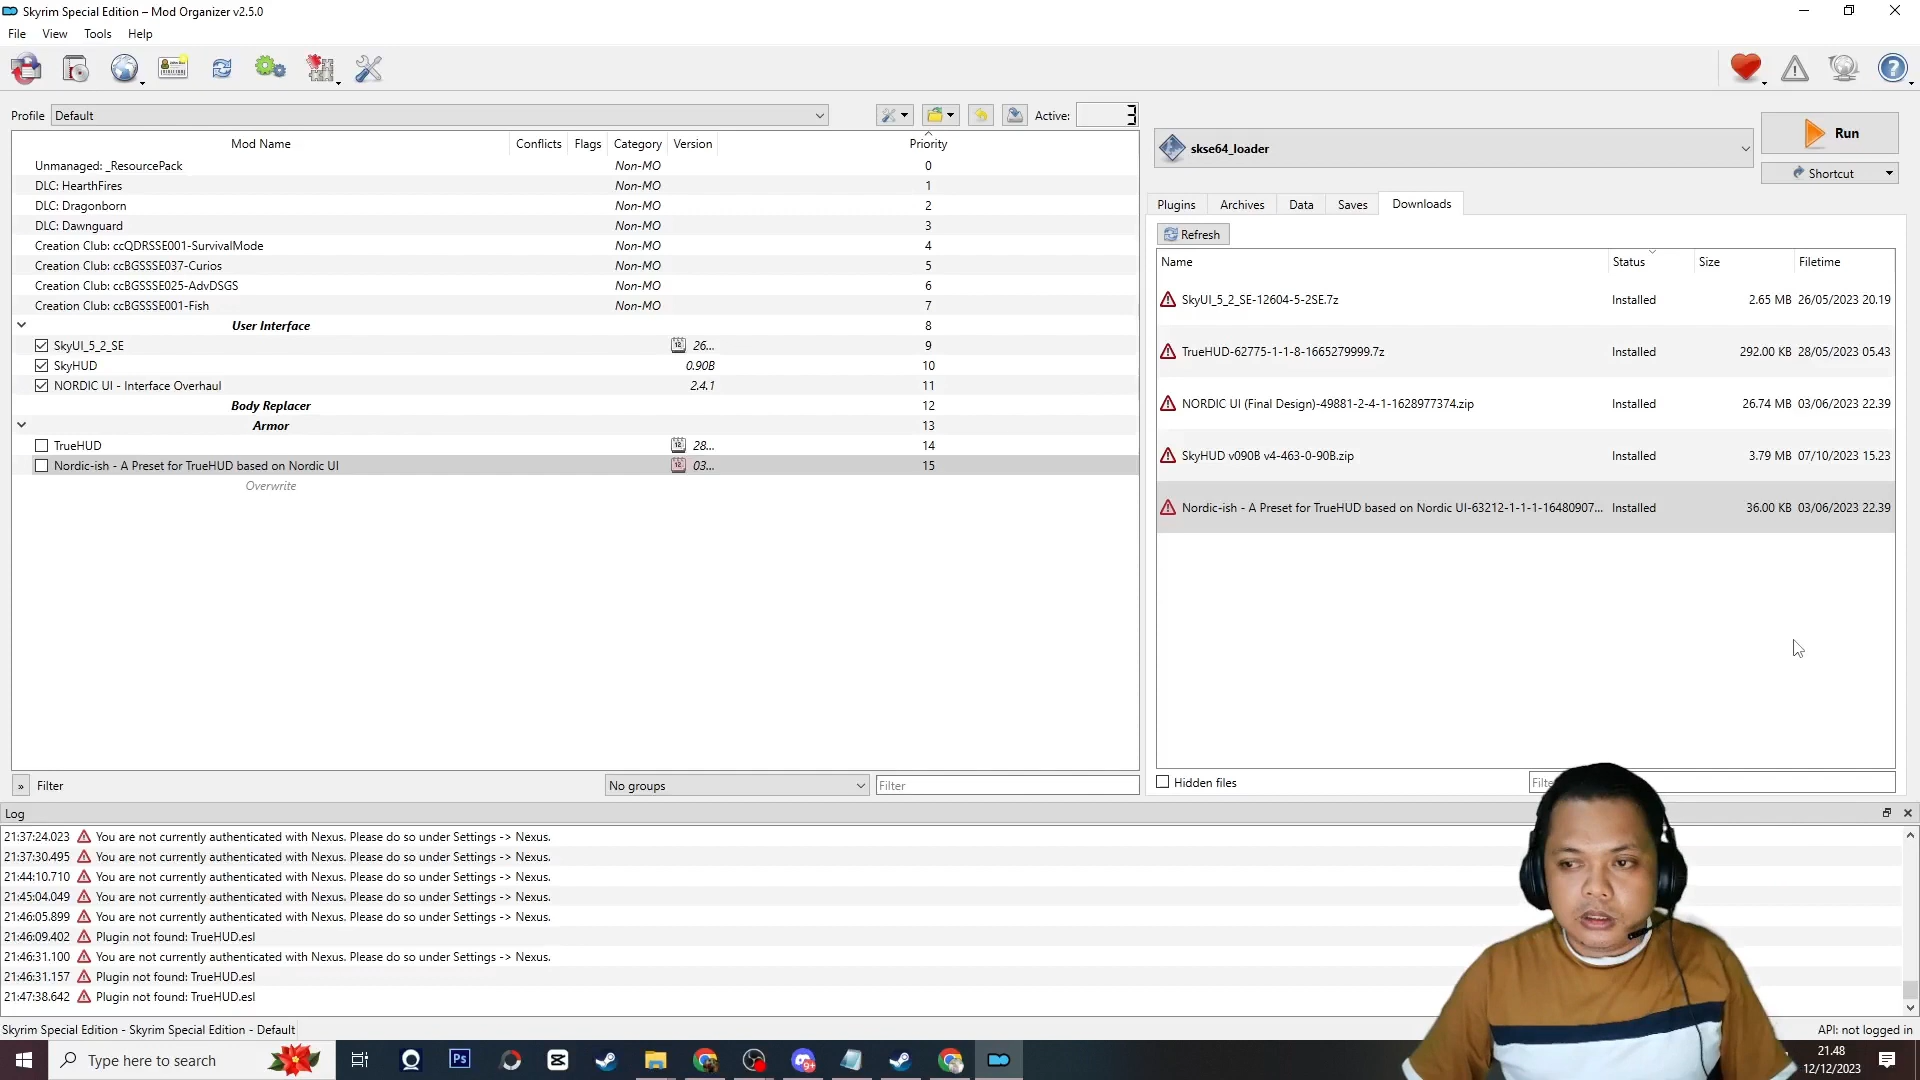 Skyrim Special Edition – Mod Organizer v2.5.0
File View Tools Help
Profile Default Active: 3
Mod Name Conflicts Flags Category Version Priority
Unmanaged: _ResourcePack Non-MO 0
DLC: HearthFires Non-MO 1
DLC: Dragonborn Non-MO 2
DLC: Dawnguard Non-MO 3
Creation Club: ccQDRSSE001-SurvivalMode Non-MO 4
Creation Club: ccBGSSSE037-Curios Non-MO 5
Creation Club: ccBGSSSE025-AdvDSGS Non-MO 6
Creation Club: ccBGSSSE001-Fish Non-MO 7
User Interface 8
SkyUI_5_2_SE 26... 9
SkyHUD 0.90B 10
NORDIC UI - Interface Overhaul 2.4.1 11
Body Replacer 12
Armor 13
TrueHUD 28... 14
Nordic-ish - A Preset for TrueHUD based on Nordic UI 03... 15
Overwrite
» Filter No groups Filter
skse64_loader
Run
Shortcut
Plugins Archives Data Saves Downloads
Refresh
Name Status Size Filetime
SkyUI_5_2_SE-12604-5-2SE.7z Installed 2.65 MB 26/05/2023 20.19
TrueHUD-62775-1-1-8-1665279999.7z Installed 292.00 KB 28/05/2023 05.43
NORDIC UI (Final Design)-49881-2-4-1-1628977374.zip Installed 26.74 MB 03/06/2023 22.39
SkyHUD v090B v4-463-0-90B.zip Installed 3.79 MB 07/10/2023 15.23
Nordic-ish - A Preset for TrueHUD based on Nordic UI-63212-1-1-1-16480907... Installed 36.00 KB 03/06/2023 22.39
Hidden files
Log
21:37:24.023 You are not currently authenticated with Nexus. Please do so under Settings -> Nexus.
21:37:30.495 You are not currently authenticated with Nexus. Please do so under Settings -> Nexus.
21:44:10.710 You are not currently authenticated with Nexus. Please do so under Settings -> Nexus.
21:45:04.049 You are not currently authenticated with Nexus. Please do so under Settings -> Nexus.
21:46:05.899 You are not currently authenticated with Nexus. Please do so under Settings -> Nexus.
21:46:09.402 Plugin not found: TrueHUD.esl
21:46:31.100 You are not currently authenticated with Nexus. Please do so under Settings -> Nexus.
21:46:31.157 Plugin not found: TrueHUD.esl
21:47:38.642 Plugin not found: TrueHUD.esl
Skyrim Special Edition - Skyrim Special Edition - Default
API: not logged in
Type here to search
Ps
21.48
12/12/2023